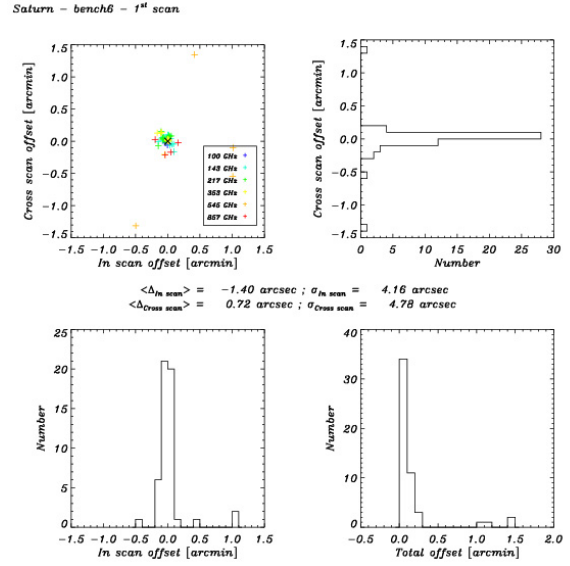 Saturn - bench6 - 1st scan
1.5
1.0
0.5
0.0
-0.5
-1.0
-1.5
Cross scan offset [arcmin]
100 GHz
143 GHz
217 GHz
353 GHz
545 GHz
857 GHz
-1.5 -1.0 -0.5 0.0 0.5 1.0 1.5
In scan offset [arcmin]
1.5
1.0
0.5
0.0
-0.5
-1.0
-1.5
Cross scan offset [arcmin]
0 5 10 15 20 25 30
Number
<Δ In scan> = -1.40 arcsec ; σ In scan = 4.16 arcsec
<Δ Cross scan> = 0.72 arcsec ; σ Cross scan = 4.78 arcsec
25
20
15
10
5
0
Number
-1.5 -1.0 -0.5 0.0 0.5 1.0 1.5
In scan offset [arcmin]
40
30
20
10
0
Number
-0.5 0.0 0.5 1.0 1.5 2.0
Total offset [arcmin]